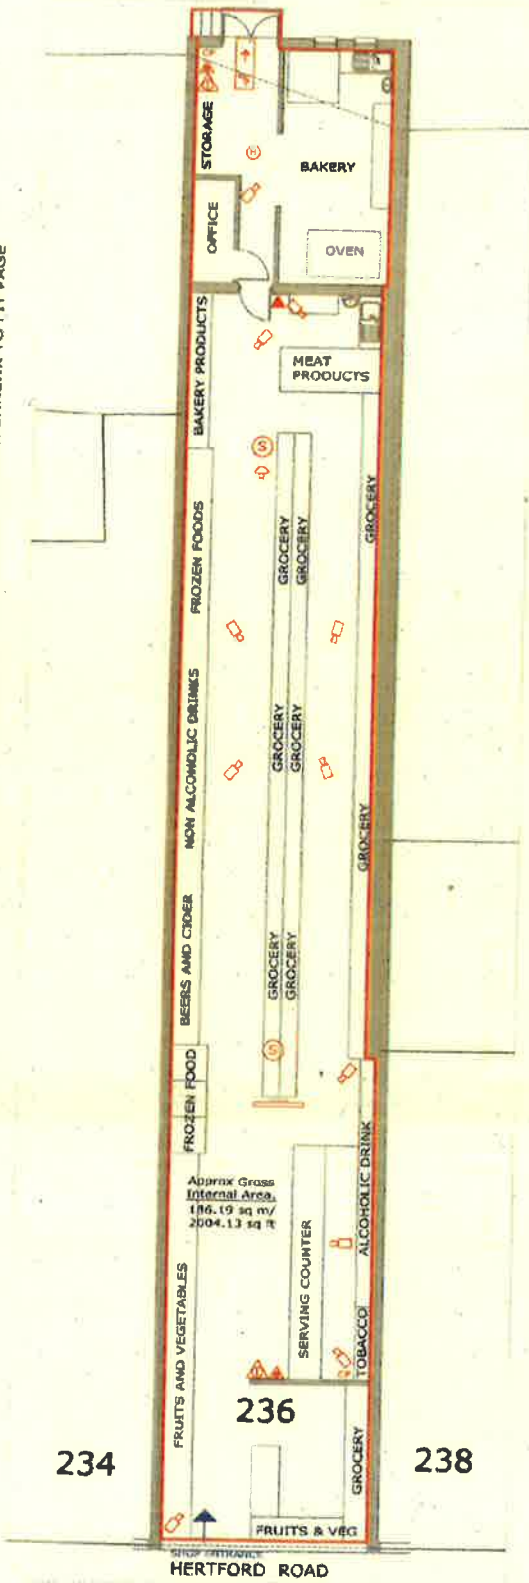 STORAGE
BAKERY
OFFICE
OVEN
BAKERY PRODUCTS
MEAT
PRODUCTS
S
FROZEN FOODS
GROCERY
GROCERY
GROCERY
NON ALCOHOLIC DRINKS
GROCERY
GROCERY
GROCERY
BEERS AND CIDER
GROCERY
GROCERY
S
FROZEN FOOD
ALCOHOLIC DRINK
Approx Gross
Internal Area.
186.19 sq m/
2004.13 sq ft
SERVING COUNTER
TOBACCO
FRUITS AND VEGETABLES
236
GROCERY
234
238
FRUITS & VEG
SHOP ENTRANCE
HERTFORD ROAD